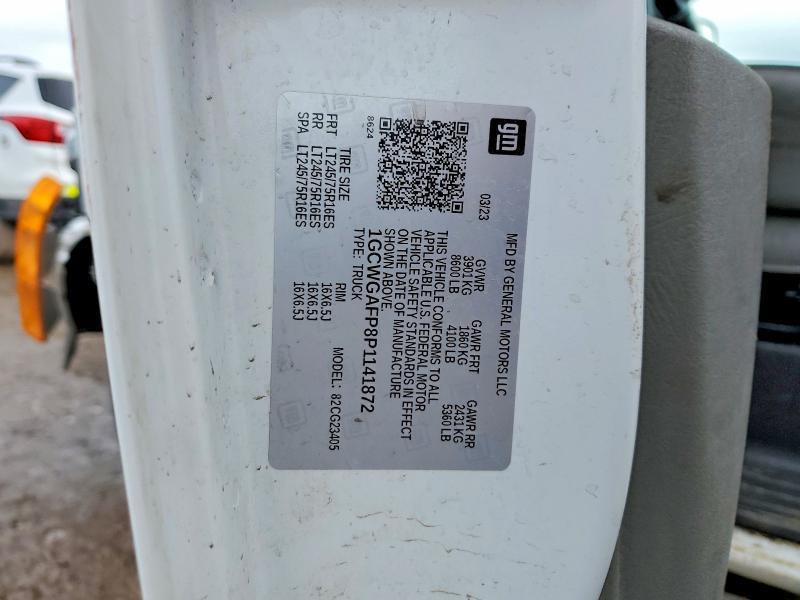 gm
MFD BY GENERAL MOTORS LLC
03/23 GVWR GAWR FRT GAWR RR
3901 KG 1860 KG 2431 KG
8600 LB 4100 LB 5360 LB
THIS VEHICLE CONFORMS TO ALL
APPLICABLE U.S. FEDERAL MOTOR
VEHICLE SAFETY STANDARDS IN EFFECT
ON THE DATE OF MANUFACTURE
SHOWN ABOVE.
1GCWGAFP8P1141872
8624 TYPE: TRUCK MODEL: 82CG23405
TIRE SIZE RIM
FRT LT245/75R16ES 16X6.5J
RR LT245/75R16ES 16X6.5J
SPA LT245/75R16ES 16X6.5J